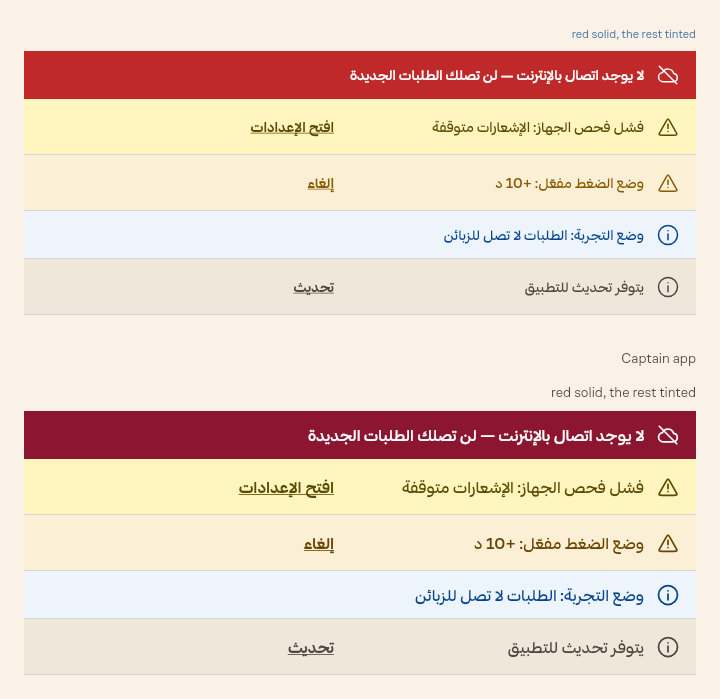 red solid, the rest tinted
لا يوجد اتصال بالإنترنت — لن تصلك الطلبات الجديدة
فشل فحص الجهاز: الإشعارات متوقفة افتح الإعدادات
وضع الضغط مفعّل: +10 د إلغاء
وضع التجربة: الطلبات لا تصل للزبائن
يتوفر تحديث للتطبيق تحديث
Captain app
red solid, the rest tinted
لا يوجد اتصال بالإنترنت — لن تصلك الطلبات الجديدة
فشل فحص الجهاز: الإشعارات متوقفة افتح الإعدادات
وضع الضغط مفعّل: +10 د إلغاء
وضع التجربة: الطلبات لا تصل للزبائن
يتوفر تحديث للتطبيق تحديث